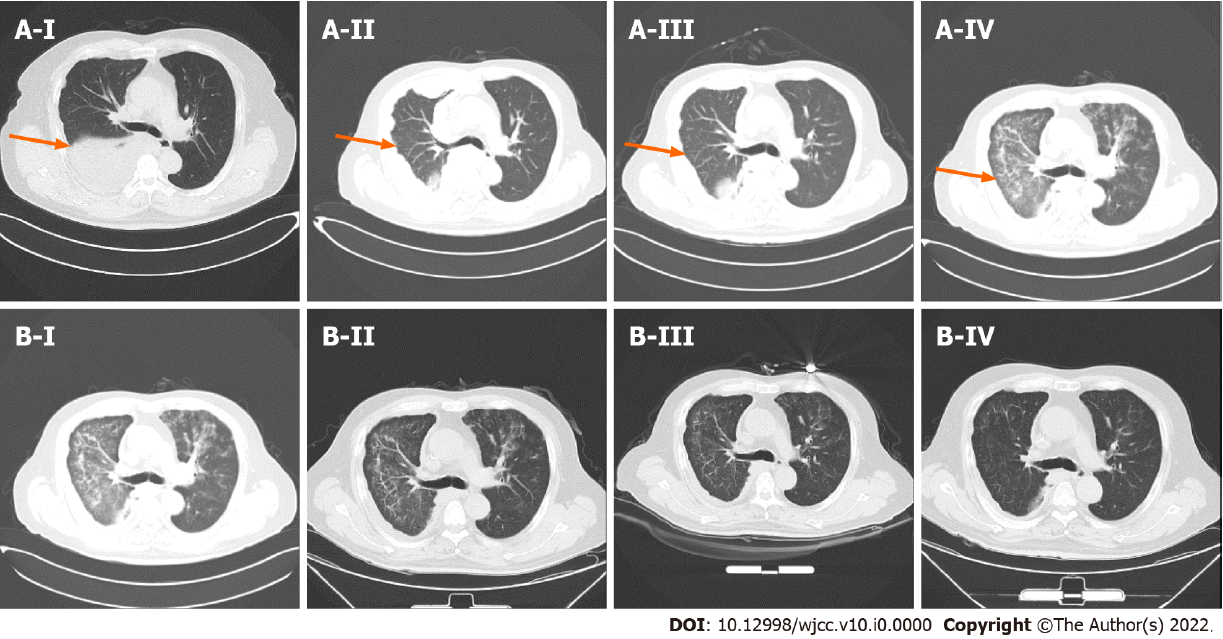 A-I
A-II
A-III
A-IV
B-I
B-II
B-III
B-IV
DOI: 10.12998/wjcc.v10.i0.0000 Copyright ©The Author(s) 2022.